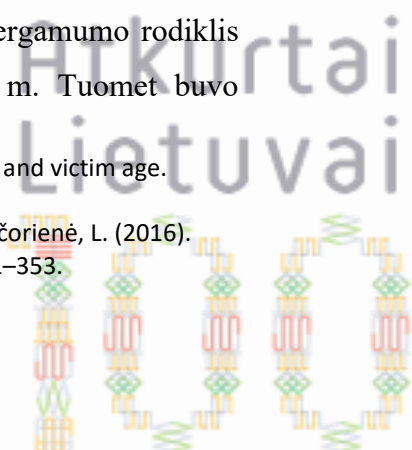 ergamumo rodiklis
m. Tuomet buvo
and victim age.
čorienė, L. (2016).
–353.
Atkurtai
Lietuvai
100